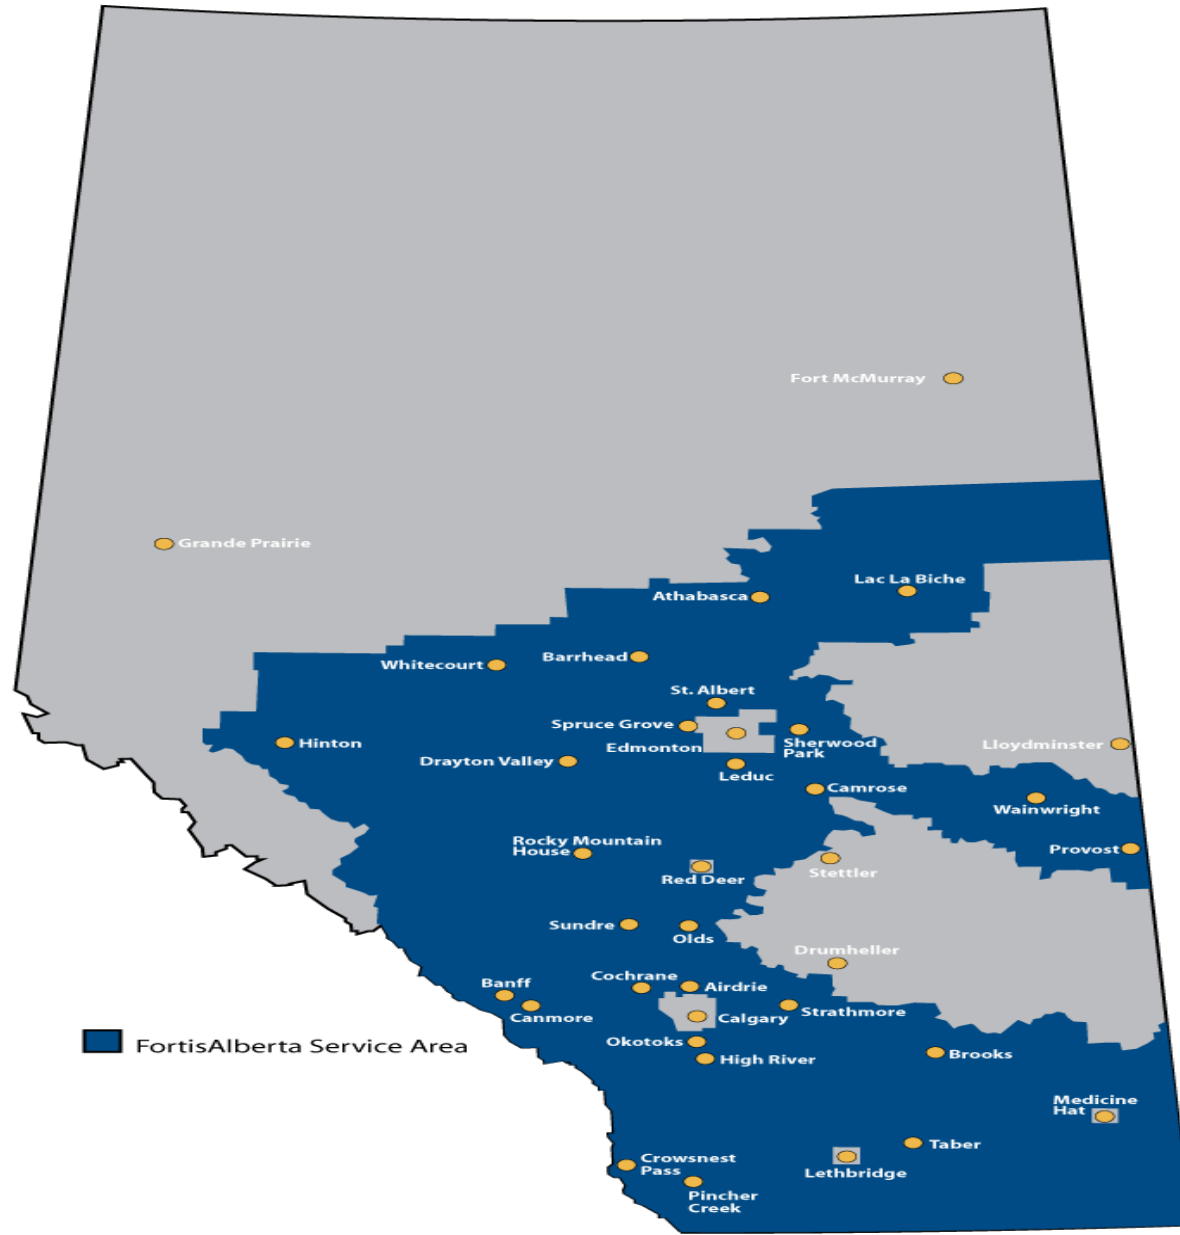 Fort McMurray
Grande Prairie
Lac La Biche
Athabasca
Barrhead
Whitecourt
St. Albert
Spruce Grove
Edmonton
Sherwood
Park
Hinton
Lloydminster
Drayton Valley
Leduc
Camrose
Wainwright
Rocky Mountain
House
Provost
Stettler
Red Deer
Sundre
Olds
Drumheller
Cochrane
Airdrie
Banff
Canmore
Calgary
Strathmore
Okotoks
High River
Brooks
FortisAlberta Service Area
Medicine
Hat
Taber
Lethbridge
Crowsnest
Pass
Pincher
Creek